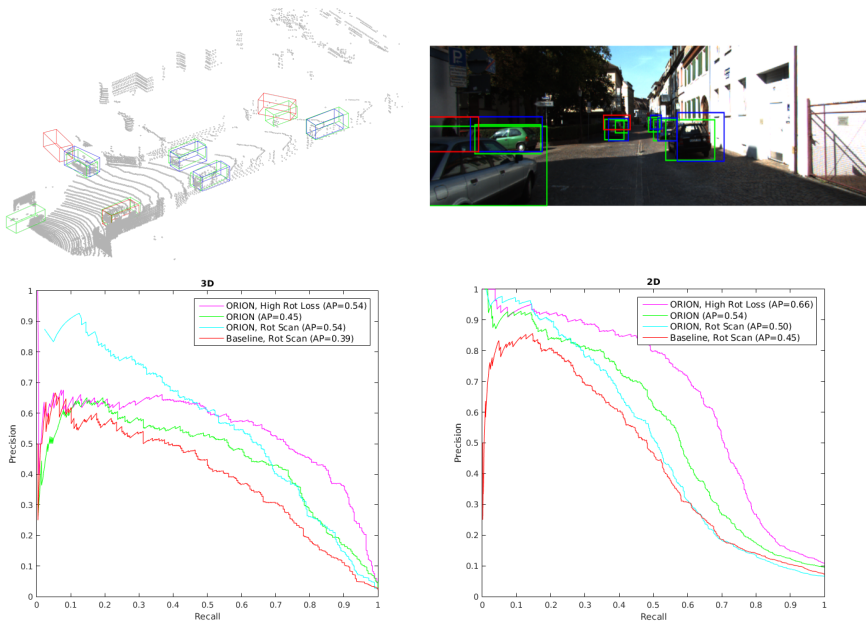 3D
ORION, High Rot Loss (AP=0.54)
ORION (AP=0.45)
ORION, Rot Scan (AP=0.54)
Baseline, Rot Scan (AP=0.39)
Precision
1
0.9
0.8
0.7
0.6
0.5
0.4
0.3
0.2
0.1
0
0 0.1 0.2 0.3 0.4 0.5 0.6 0.7 0.8 0.9 1
Recall
2D
ORION, High Rot Loss (AP=0.66)
ORION (AP=0.54)
ORION, Rot Scan (AP=0.50)
Baseline, Rot Scan (AP=0.45)
Precision
1
0.9
0.8
0.7
0.6
0.5
0.4
0.3
0.2
0.1
0
0 0.1 0.2 0.3 0.4 0.5 0.6 0.7 0.8 0.9 1
Recall